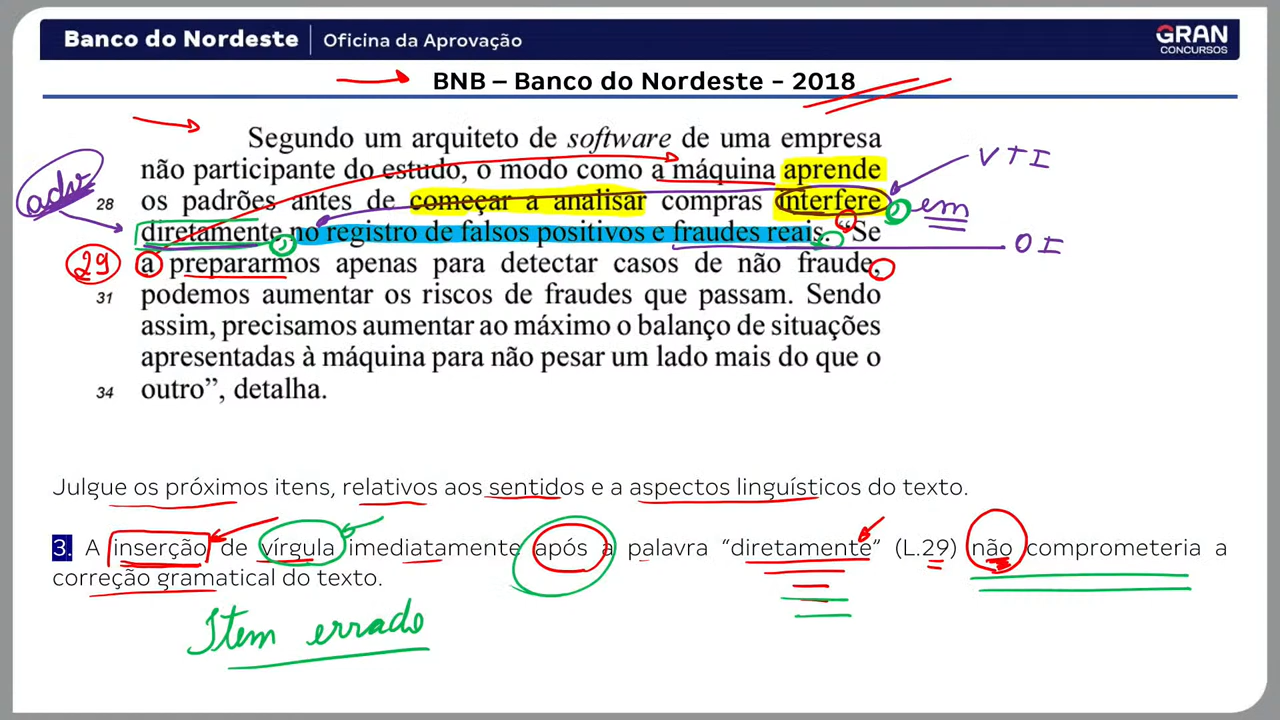 Banco do Nordeste | Oficina da Aprovação
GRAN
CONCURSOS
BNB – Banco do Nordeste – 2018
Segundo um arquiteto de software de uma empresa
não participante do estudo, o modo como a máquina aprende
VTI
adv
28 os padrões antes de começar a analisar compras interfere
em
diretamente no registro de falsos positivos e fraudes reais. “Se
OI
29
a prepararmos apenas para detectar casos de não fraude,
31 podemos aumentar os riscos de fraudes que passam. Sendo
assim, precisamos aumentar ao máximo o balanço de situações
apresentadas à máquina para não pesar um lado mais do que o
34 outro”, detalha.
Julgue os próximos itens, relativos aos sentidos e a aspectos linguísticos do texto.
3. A inserção de vírgula imediatamente após a palavra “diretamente” (L.29) não comprometeria a
correção gramatical do texto.
Item errado